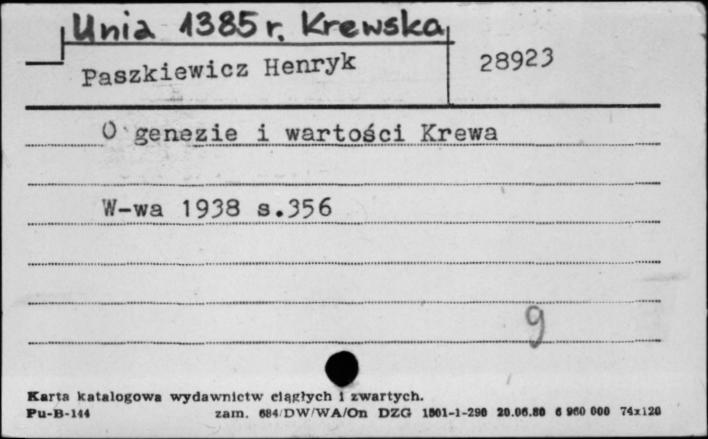 Unia 1385 r. Krewska
Paszkiewicz Henryk
28923
O genezie i wartości Krewa
W-wa 1938 s.356
9
Karta katalogowa wydawnictw ciągłych i zwartych.
Pu-B-144 zam. 684/DW/WA/On DZG 1801-1-290 20.06.80 6 960 000 74x120